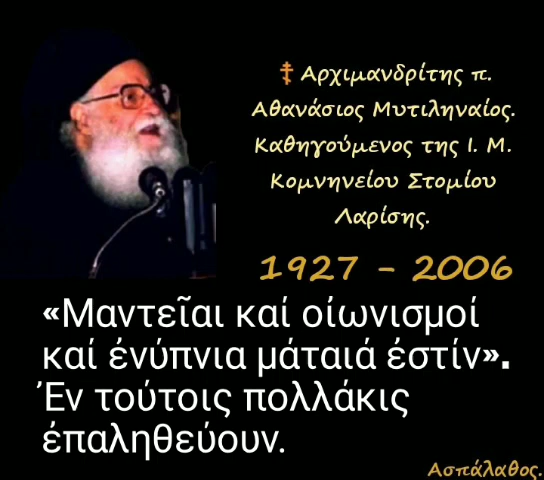 ‡ Αρχιμανδρίτης π.
Αθανάσιος Μυτιληναίος.
Καθηγούμενος της Ι. Μ.
Κομνηνείου Στομίου
Λαρίσης.
1927 - 2006
«Μαντεῖαι καί οἰωνισμοί
καί ἐνύπνια μάταιά ἐστίν».
Ἐν τούτοις πολλάκις
ἐπαληθεύουν.
Ασπάλαθος.